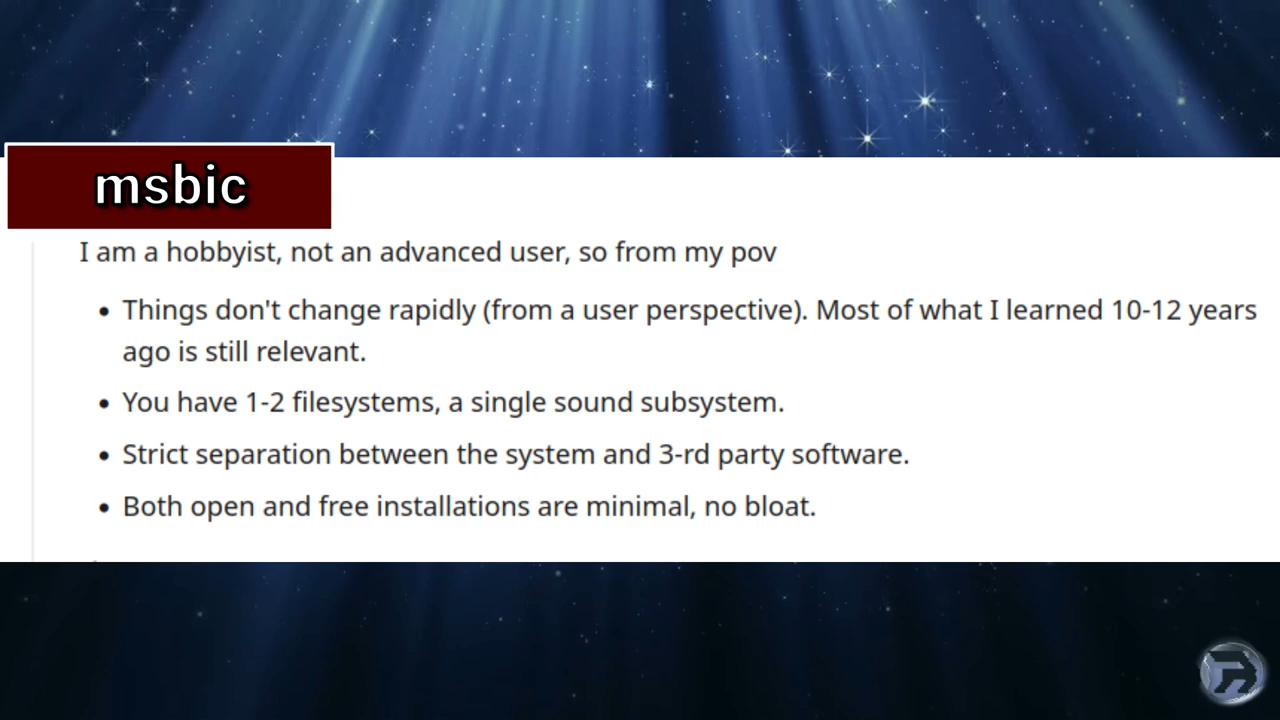 msbic
I am a hobbyist, not an advanced user, so from my pov
• Things don't change rapidly (from a user perspective). Most of what I learned 10-12 years
ago is still relevant.
• You have 1-2 filesystems, a single sound subsystem.
• Strict separation between the system and 3-rd party software.
• Both open and free installations are minimal, no bloat.